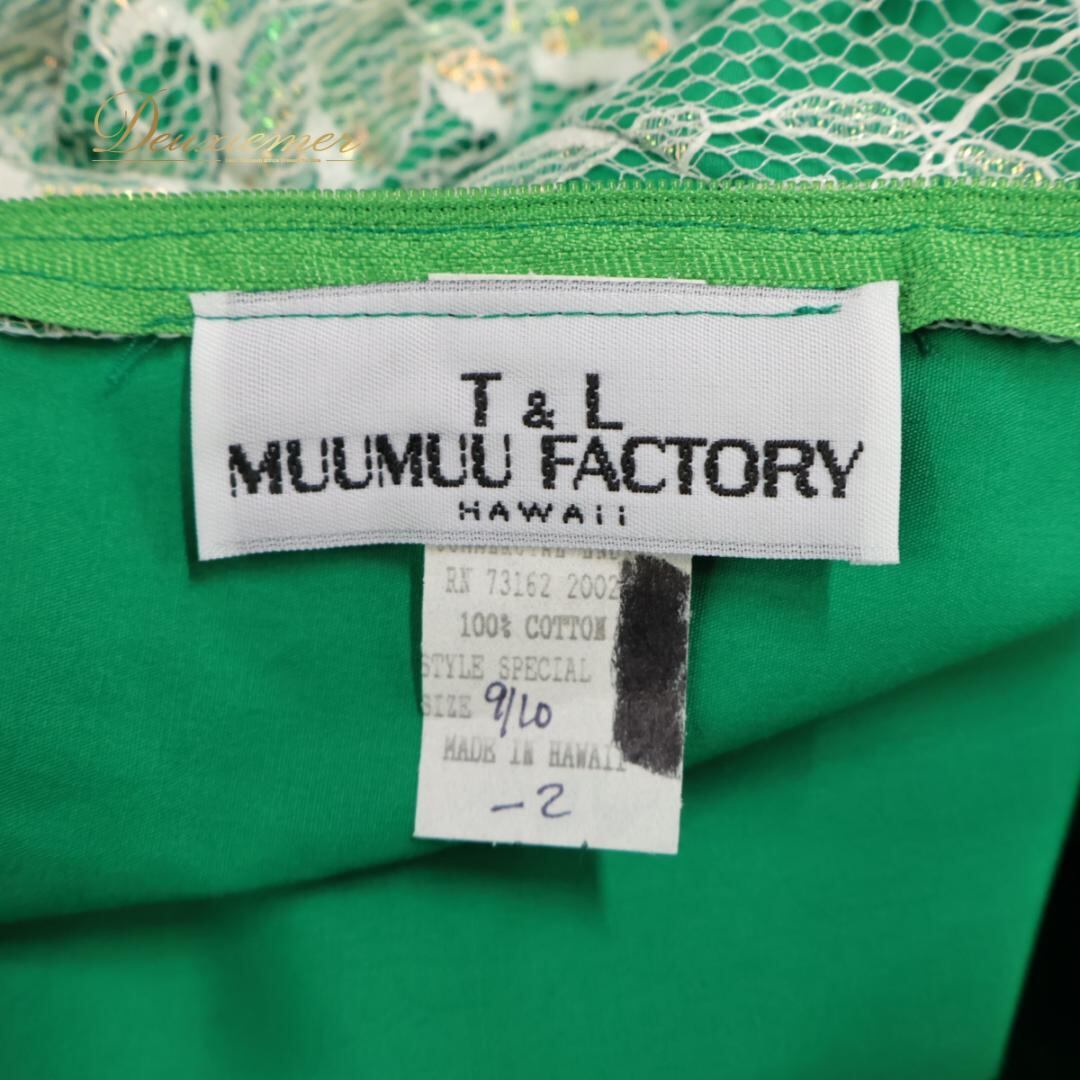 Deuxiemer
T & L
MUUMUU FACTORY
HAWAii
RN 73162 2002
100% COTTON
STYLE SPECIAL
SIZE 9/10
MADE IN HAWAII
-2